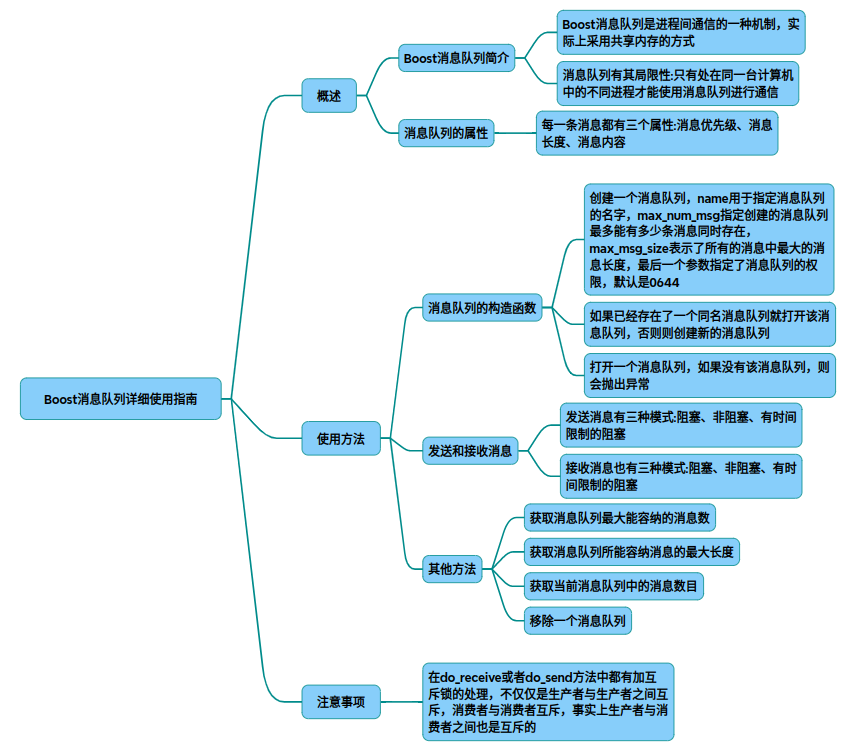 Boost消息队列详细使用指南
概述
Boost消息队列简介
Boost消息队列是进程间通信的一种机制，实
际上采用共享内存的方式
消息队列有其局限性:只有处在同一台计算机
中的不同进程才能使用消息队列进行通信
消息队列的属性
每一条消息都有三个属性:消息优先级、消息
长度、消息内容
使用方法
消息队列的构造函数
创建一个消息队列，name用于指定消息队列
的名字，max_num_msg指定创建的消息队列
最多能有多少条消息同时存在，
max_msg_size表示了所有的消息中最大的消
息长度，最后一个参数指定了消息队列的权
限，默认是0644
如果已经存在了一个同名消息队列就打开该消
息队列，否则则创建新的消息队列
打开一个消息队列，如果没有该消息队列，则
会抛出异常
发送和接收消息
发送消息有三种模式:阻塞、非阻塞、有时间
限制的阻塞
接收消息也有三种模式:阻塞、非阻塞、有时
间限制的阻塞
其他方法
获取消息队列最大能容纳的消息数
获取消息队列所能容纳消息的最大长度
获取当前消息队列中的消息数目
移除一个消息队列
注意事项
在do_receive或者do_send方法中都有加互
斥锁的处理，不仅仅是生产者与生产者之间互
斥，消费者与消费者互斥，事实上生产者与消
费者之间也是互斥的